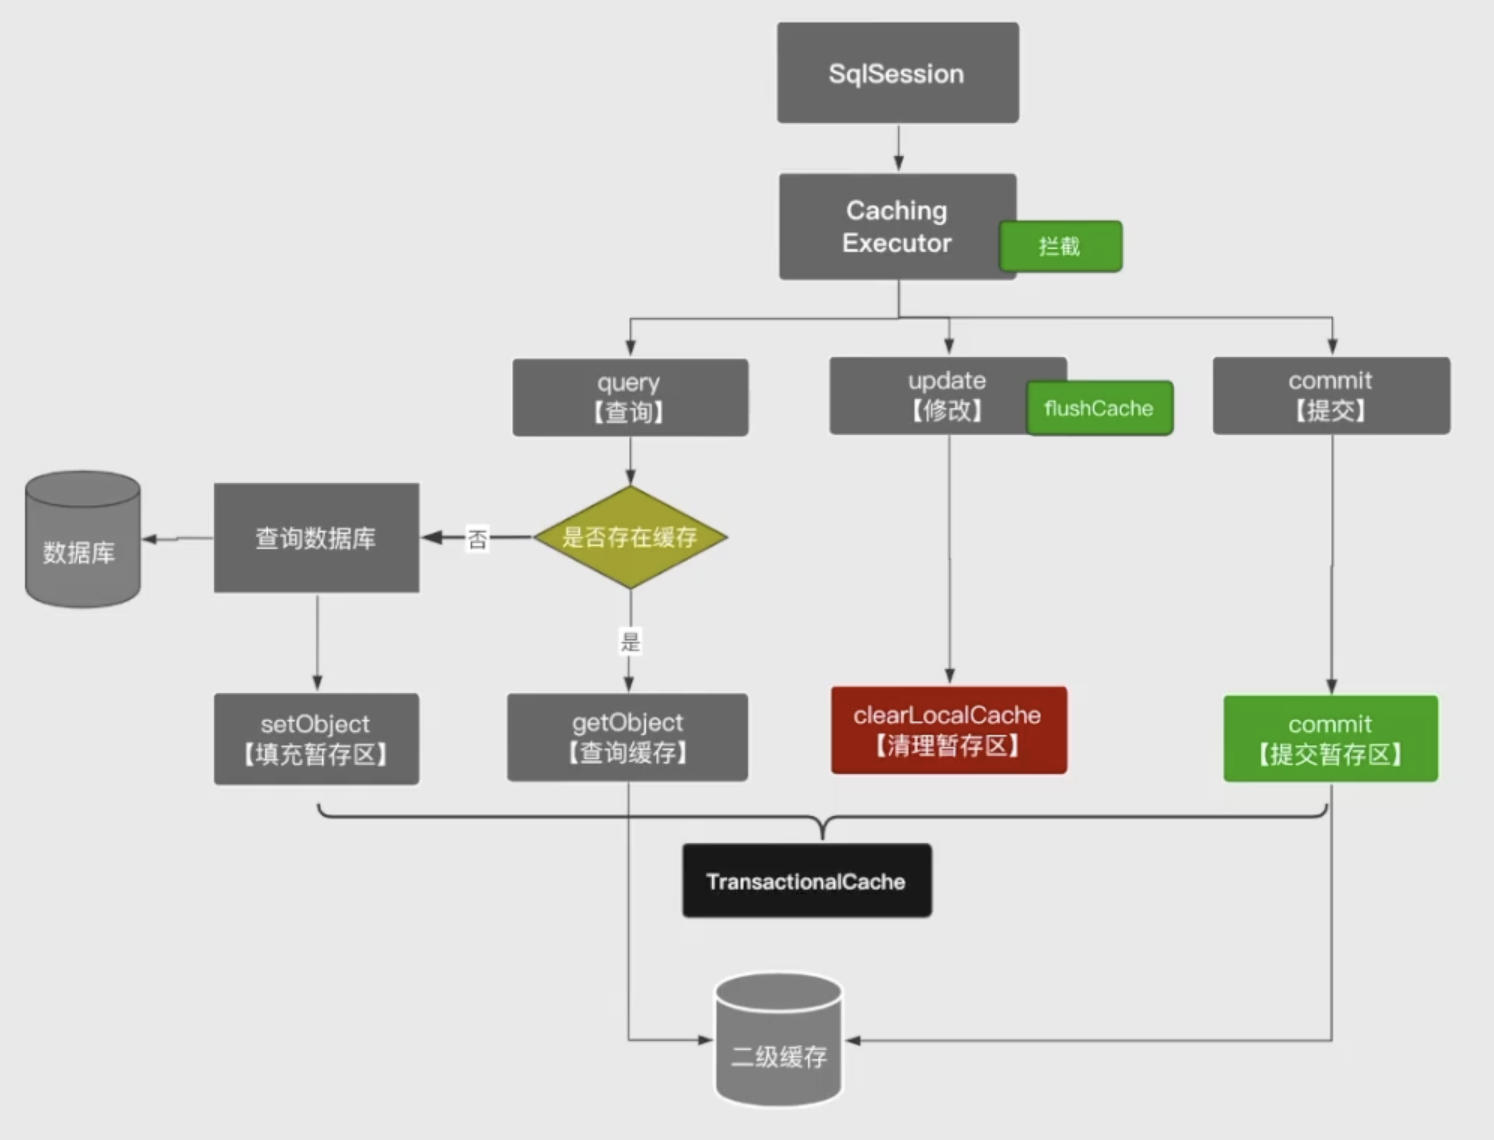 SqlSession
Caching
Executor
拦截
query
【查询】
update
【修改】
flushCache
commit
【提交】
数据库
查询数据库
否
是否存在缓存
是
setObject
【填充暂存区】
getObject
【查询缓存】
clearLocalCache
【清理暂存区】
commit
【提交暂存区】
TransactionalCache
二级缓存